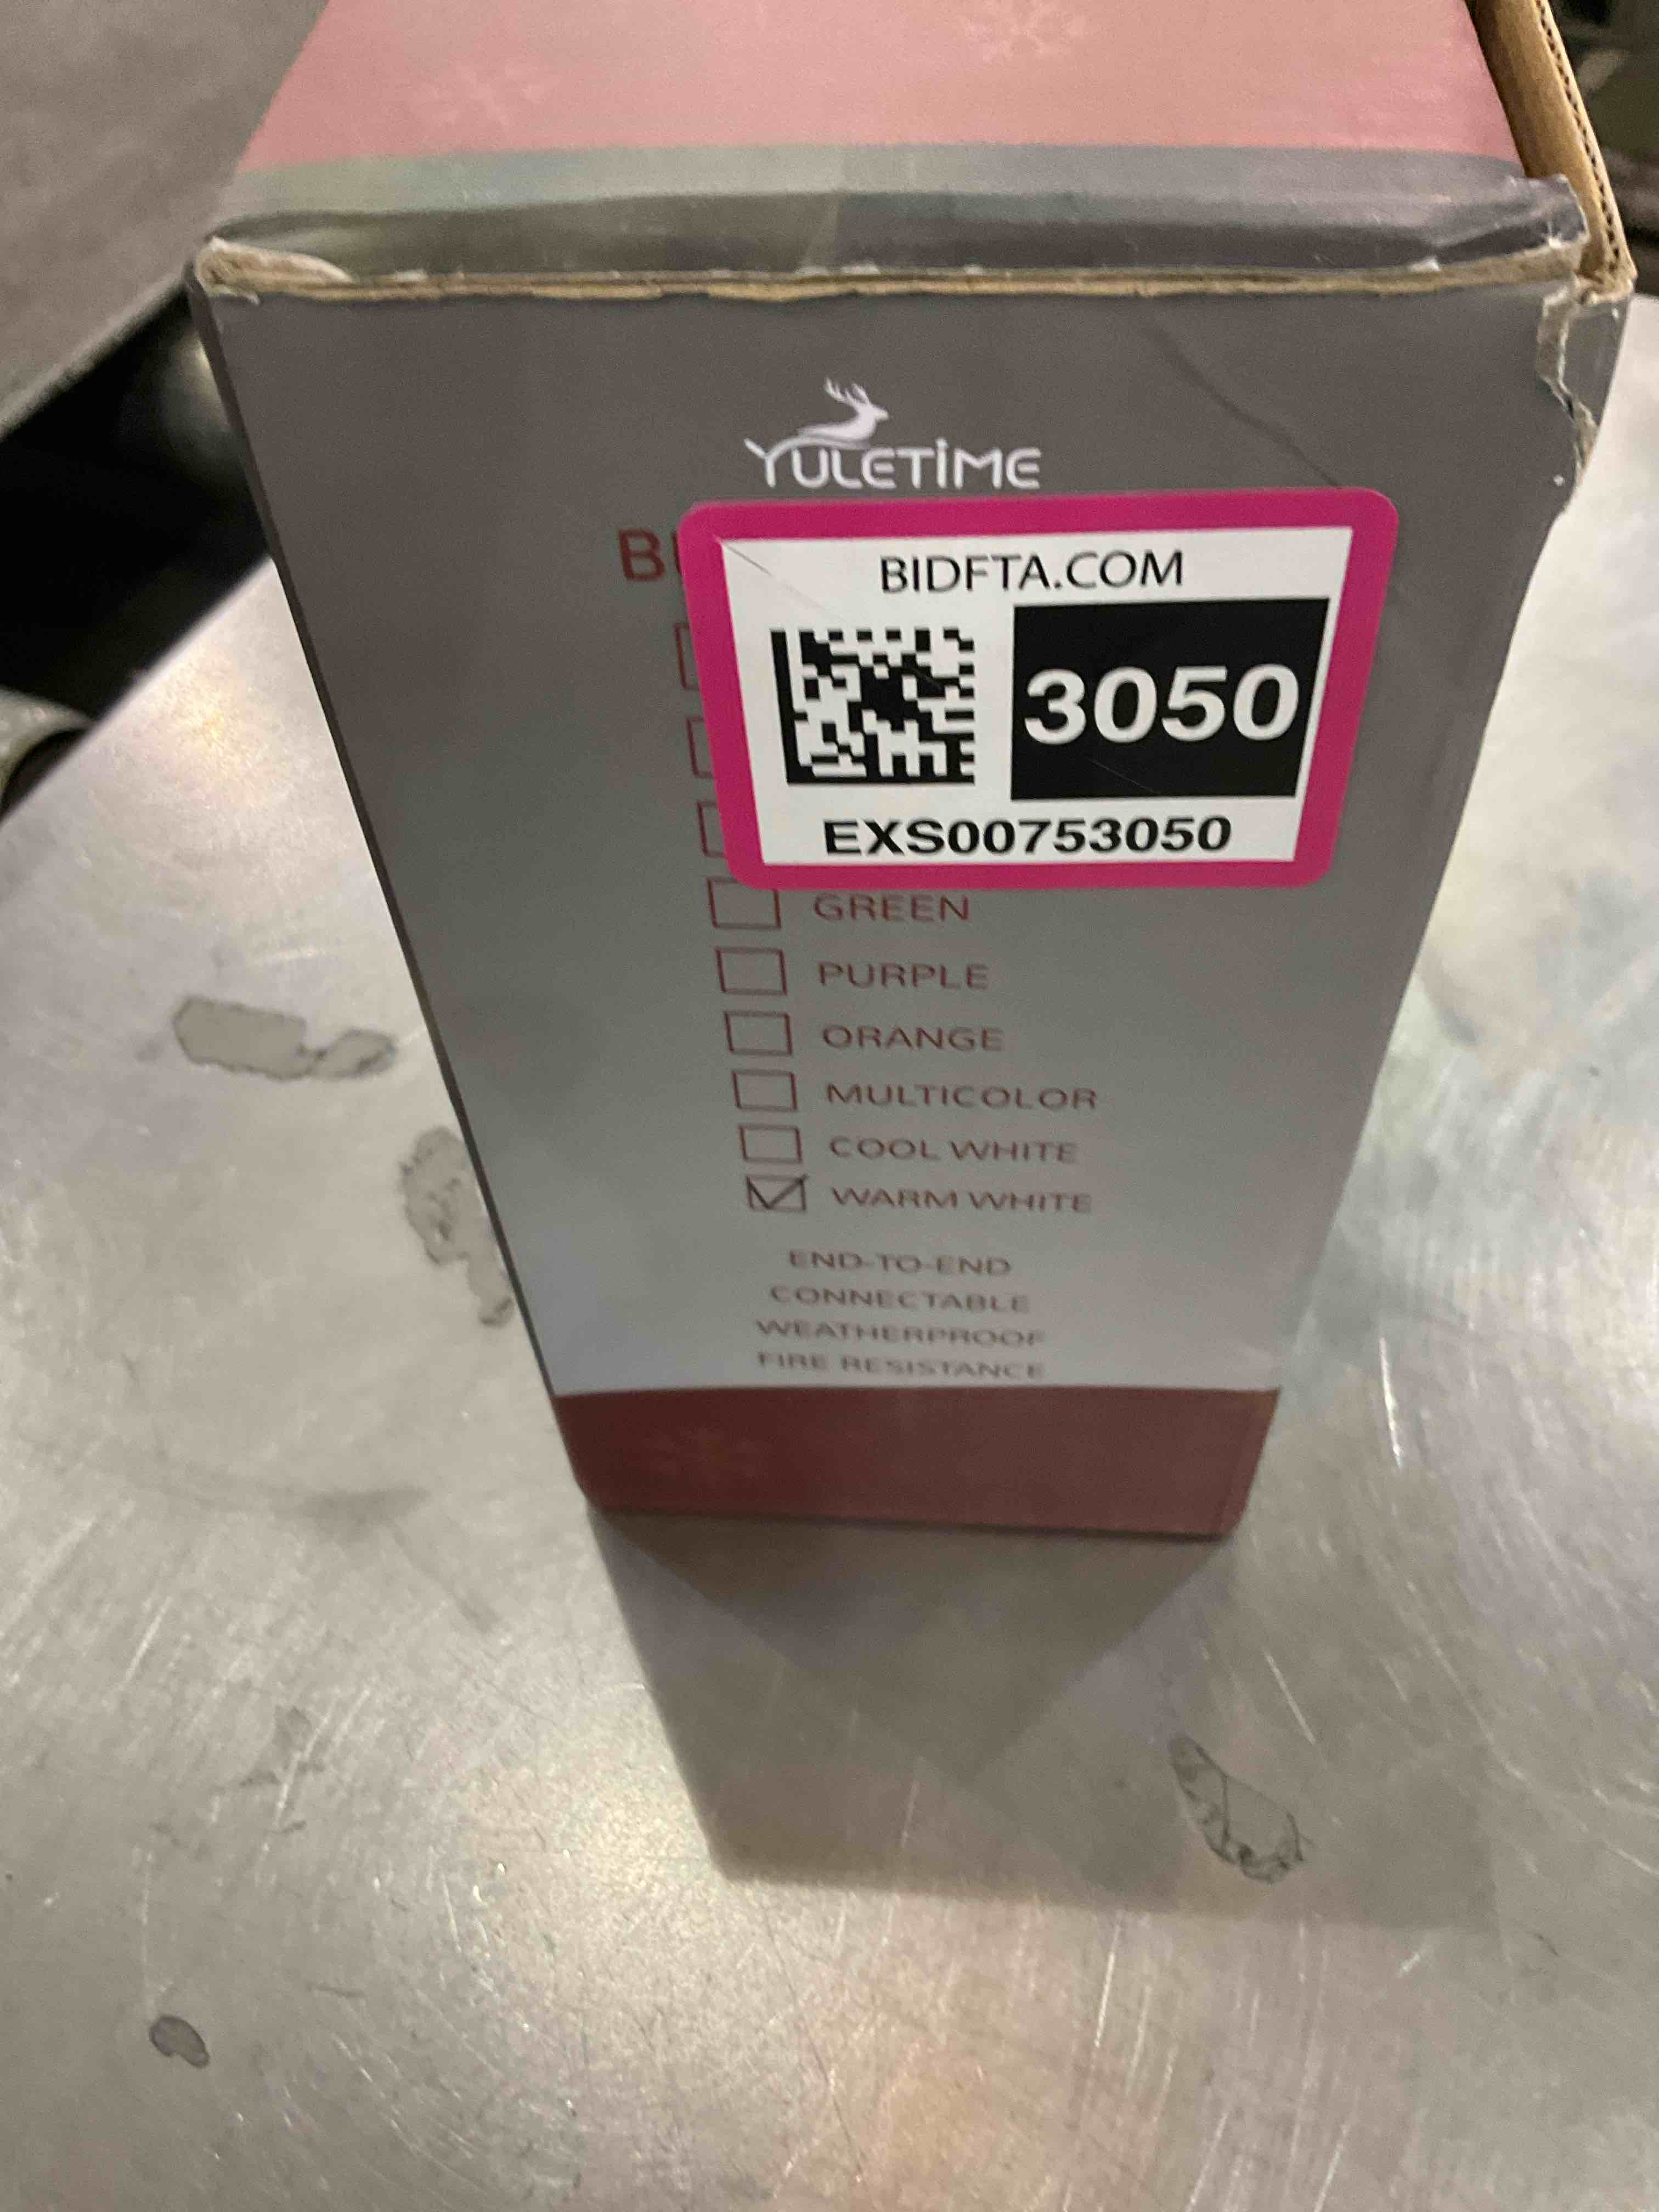 YULETIME
BIDFTA.COM
3050
EXS00753050
GREEN
PURPLE
ORANGE
MULTICOLOR
COOL WHITE
WARM WHITE
END-TO-END
CONNECTABLE
WEATHERPROOF
FIRE RESISTANCE